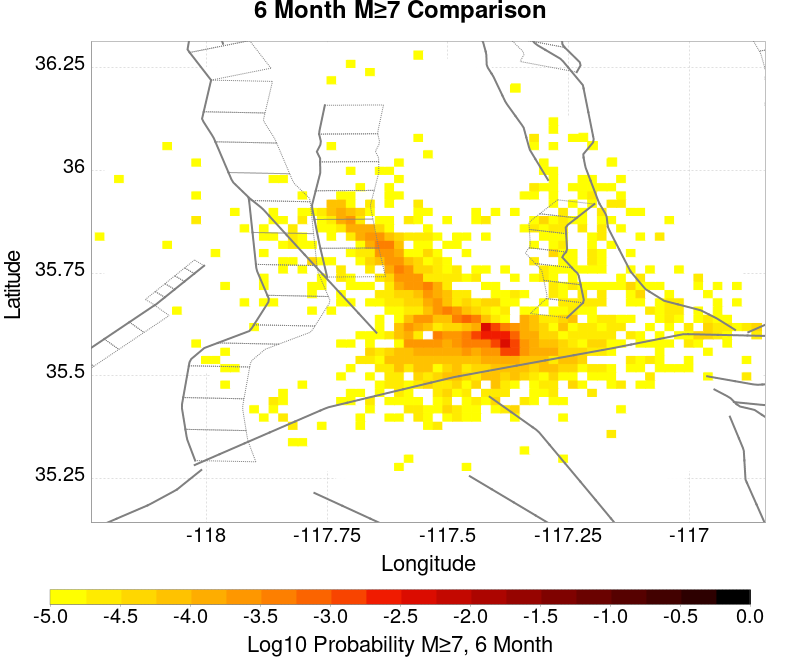 6 Month M≥7 Comparison
36.25
36
35.75
35.5
35.25
Latitude
-118 -117.75 -117.5 -117.25 -117
Longitude
-5.0 -4.5 -4.0 -3.5 -3.0 -2.5 -2.0 -1.5 -1.0 -0.5 0.0
Log10 Probability M≥7, 6 Month